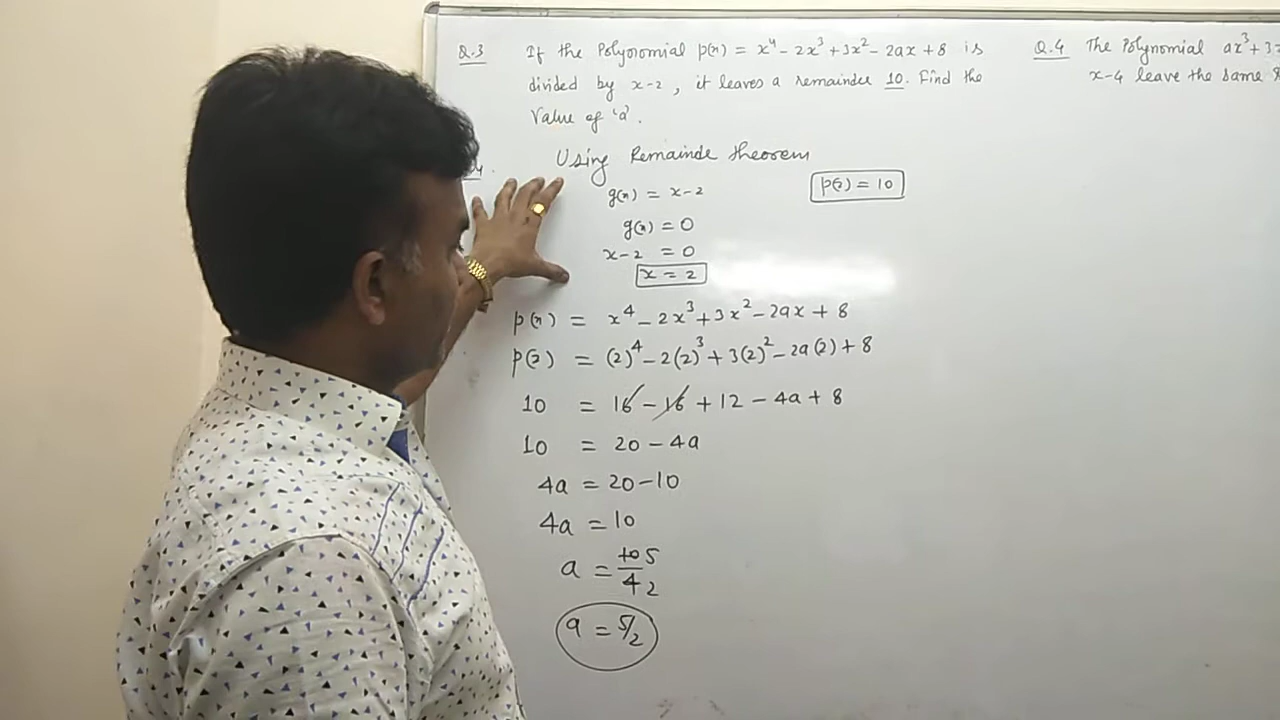 Q.3 If the Polynomial p(x) = x⁴ - 2x³ + 3x² - 2ax + 8 is
divided by x-2, it leaves a remainder 10. Find the
Value of 'a'.
Using Remainde theorem
g(x) = x-2
g(x) = 0
x-2 = 0
x = 2
p(2) = 10
p(x) = x⁴ - 2x³ + 3x² - 2ax + 8
p(2) = (2)⁴ - 2(2)³ + 3(2)² - 2a(2) + 8
10 = 16 - 16 + 12 - 4a + 8
10 = 20 - 4a
4a = 20 - 10
4a = 10
a = 10 5 / 4 2
a = 5/2
Q.4 The Polynomial ax³ + 3
x-4 leave the same